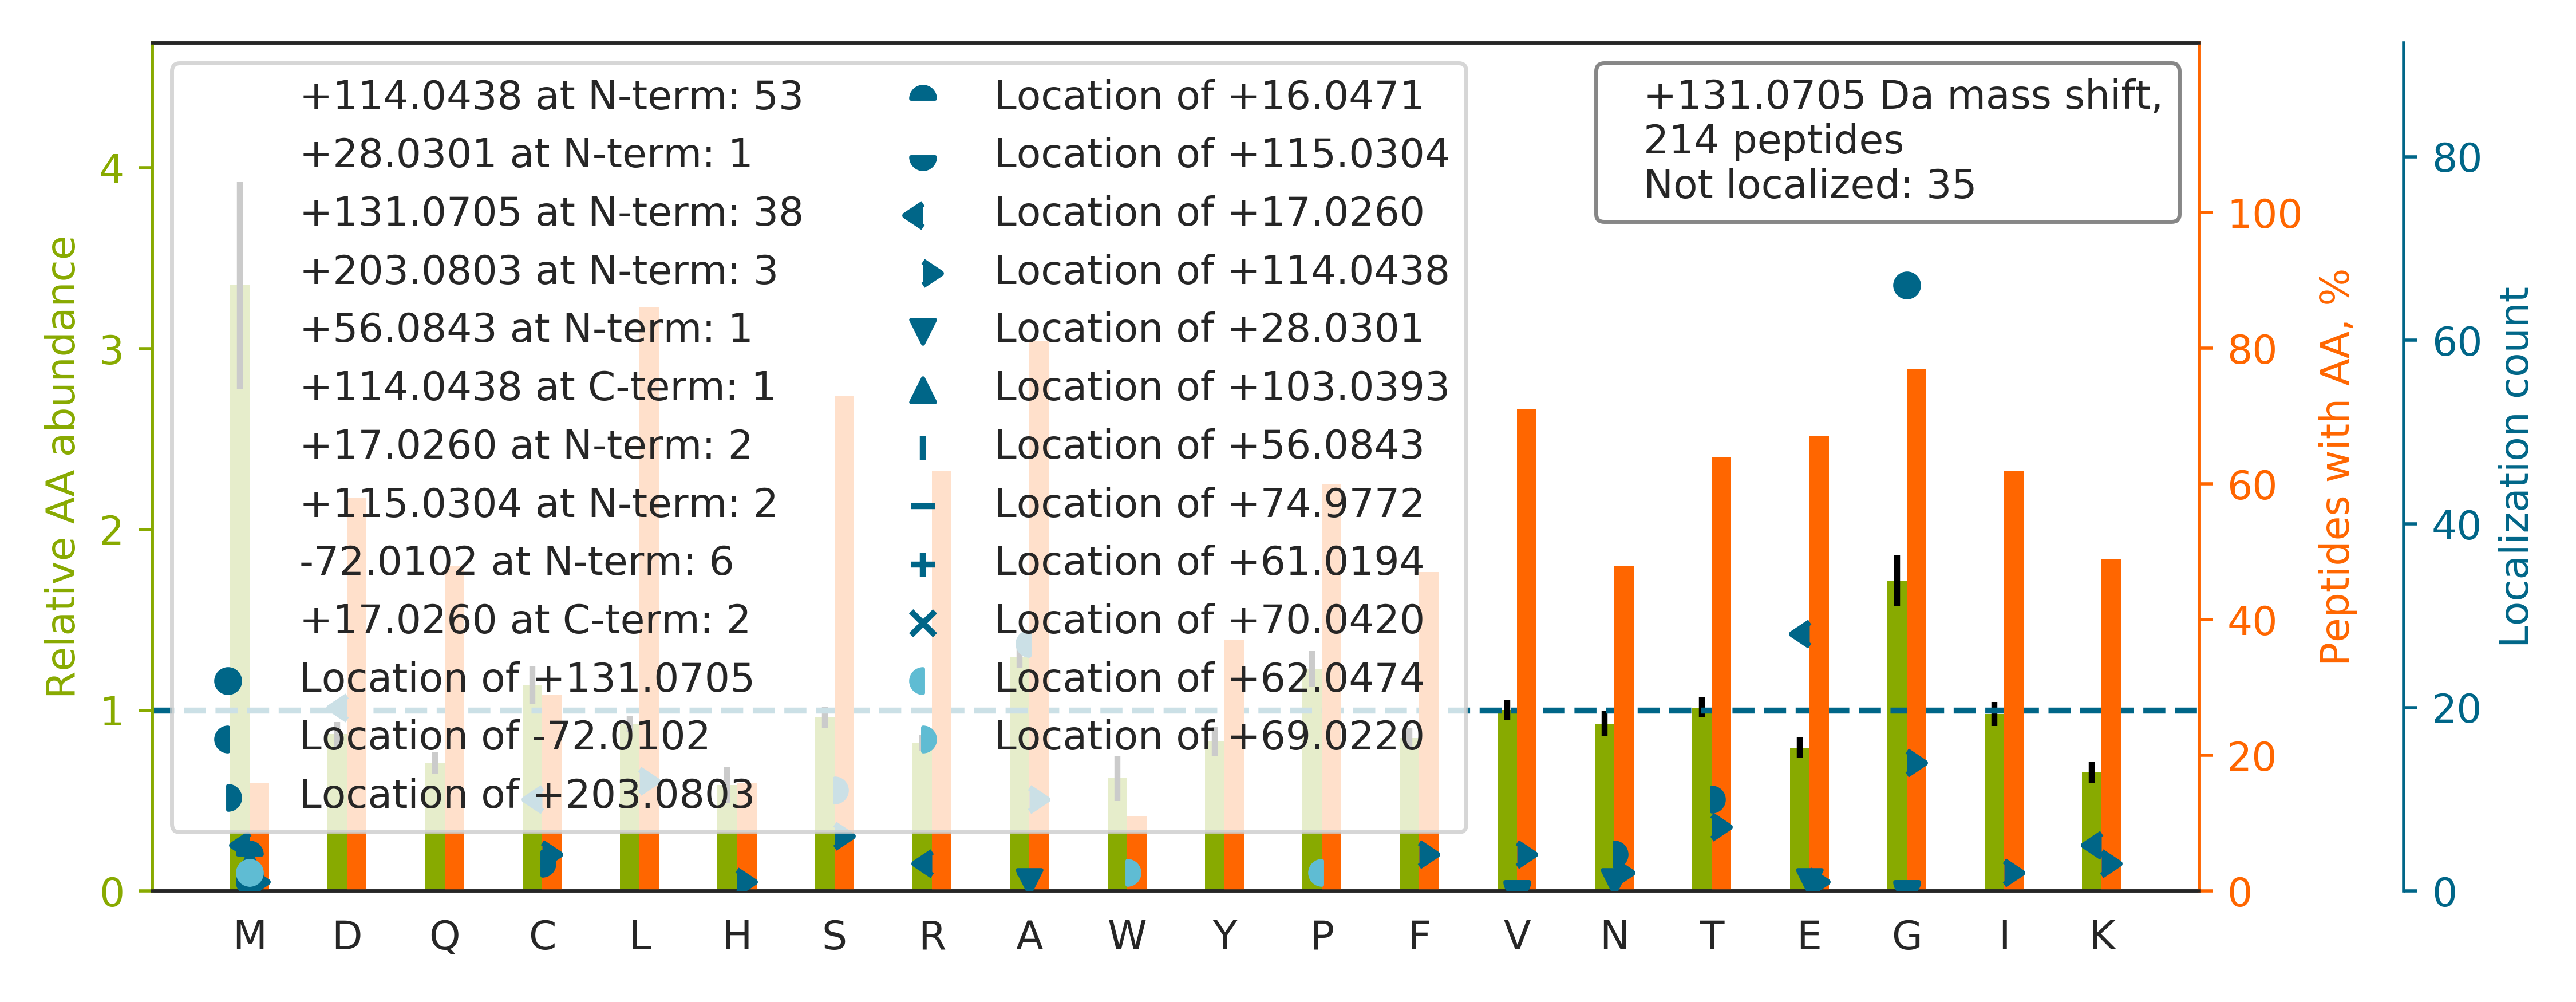 +114.0438 at N-term: 53
+28.0301 at N-term: 1
+131.0705 at N-term: 38
+203.0803 at N-term: 3
+56.0843 at N-term: 1
+114.0438 at C-term: 1
+17.0260 at N-term: 2
+115.0304 at N-term: 2
-72.0102 at N-term: 6
+17.0260 at C-term: 2
Location of +131.0705
Location of -72.0102
Location of +203.0803
Location of +16.0471
Location of +115.0304
Location of +17.0260
Location of +114.0438
Location of +28.0301
Location of +103.0393
Location of +56.0843
Location of +74.9772
Location of +61.0194
Location of +70.0420
Location of +62.0474
Location of +69.0220
+131.0705 Da mass shift,
214 peptides
Not localized: 35
Relative AA abundance
4
3
2
1
0
M D Q C L H S R A W Y P F V N T E G I K
100
80
60
40
20
0
Peptides with AA, %
80
60
40
20
0
Localization count